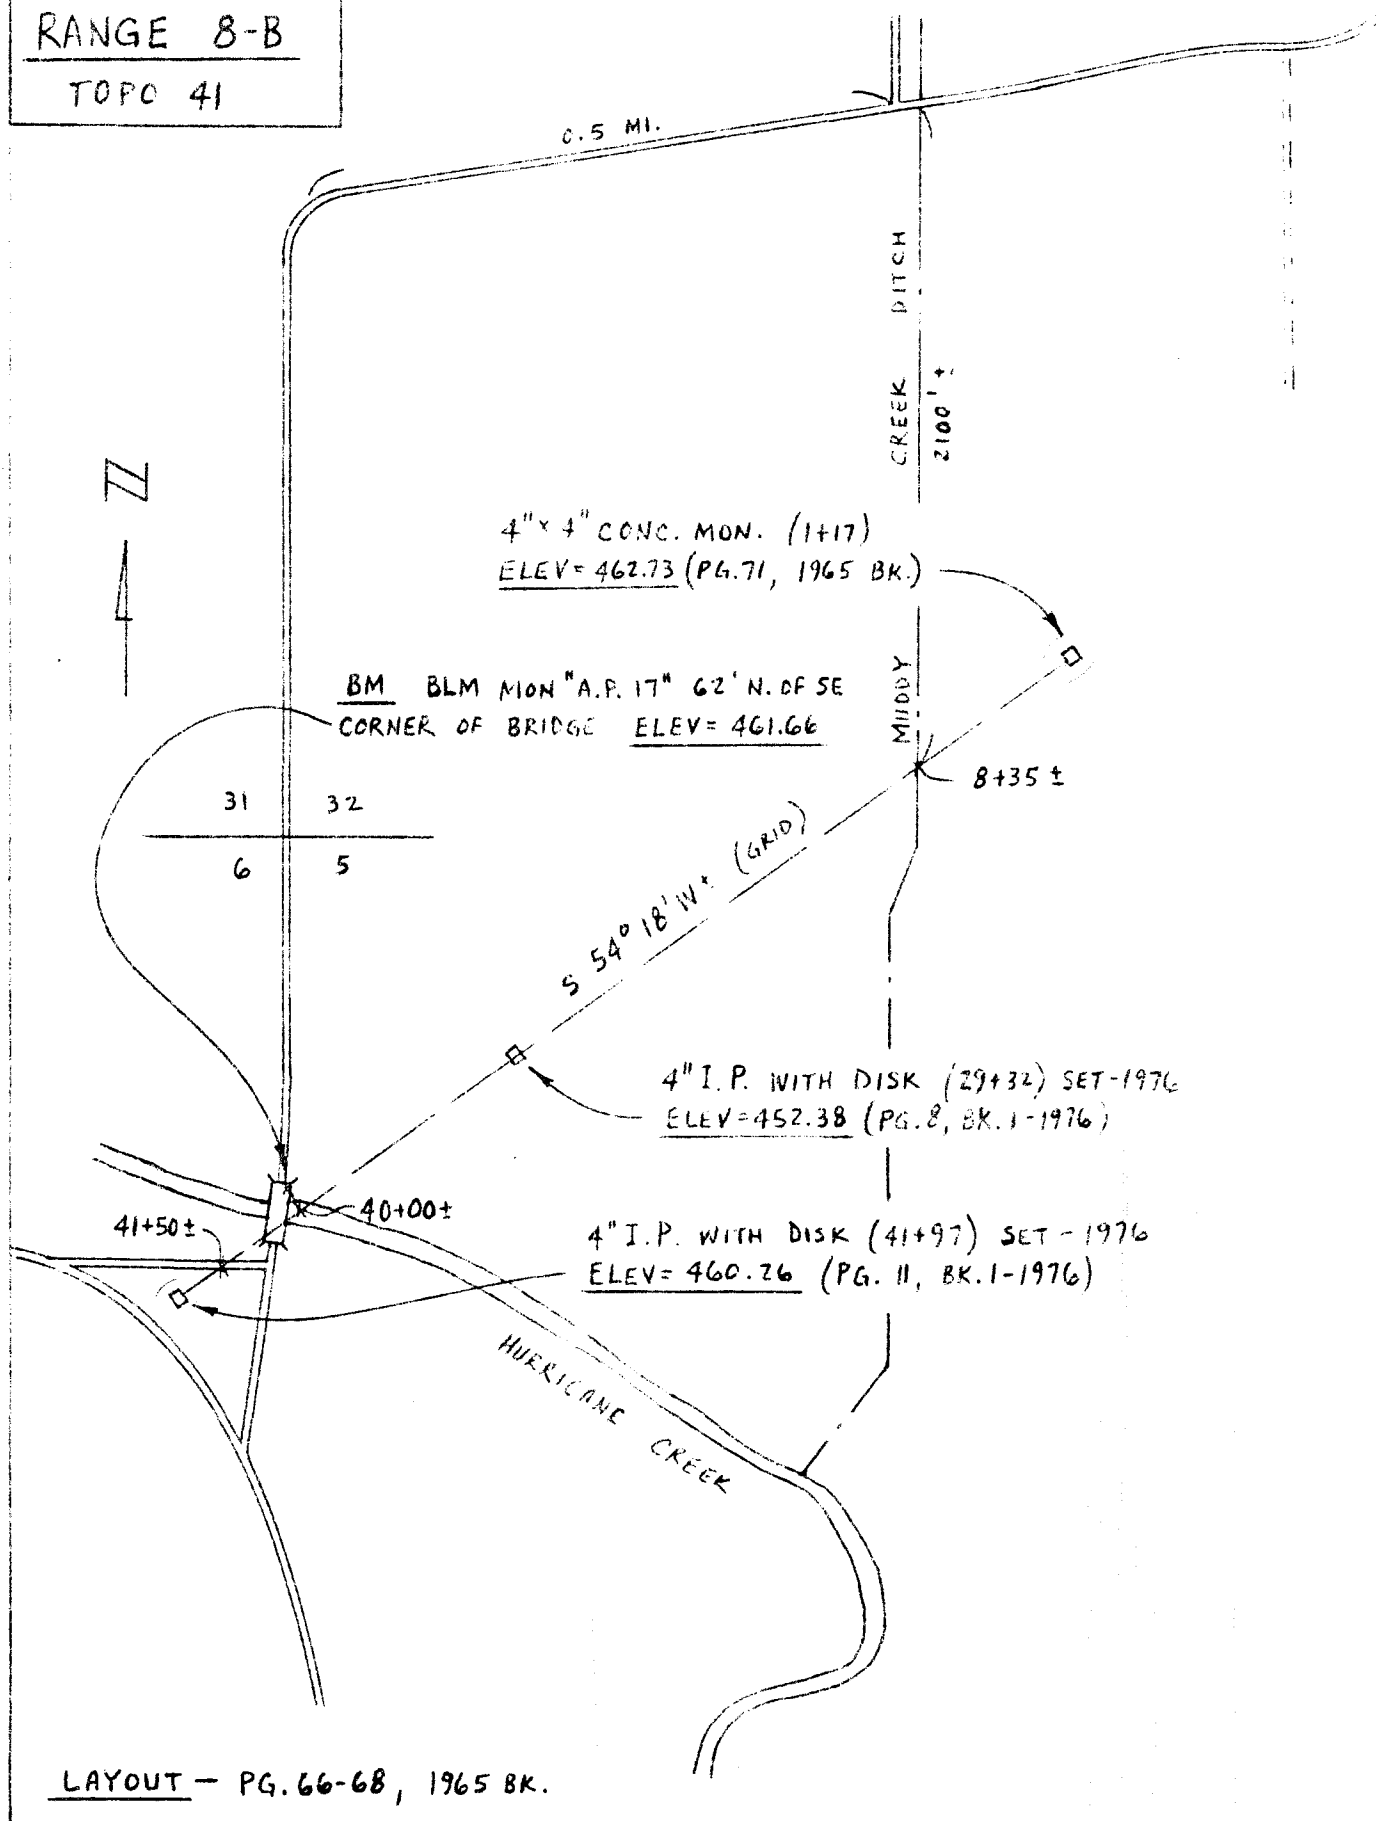 RANGE 8-B
TOPO 41
0.5 MI.
MUDDY CREEK DITCH
2100'±
N
4" x 4" CONC. MON. (1+17)
ELEV= 462.73 (PG.71, 1965 BK.)
BM BLM MON "A.P. 17" 62' N. OF SE
CORNER OF BRIDGE ELEV= 461.66
8+35 ±
31 32
6 5
S 54° 18' W± (GRID)
4" I.P. WITH DISK (29+32) SET-1976
ELEV=452.38 (PG.8, BK.1-1976)
40+00±
41+50±
4" I.P. WITH DISK (41+97) SET-1976
ELEV= 460.26 (PG. 11, BK.1-1976)
HURRICANE CREEK
LAYOUT - PG.66-68, 1965 BK.